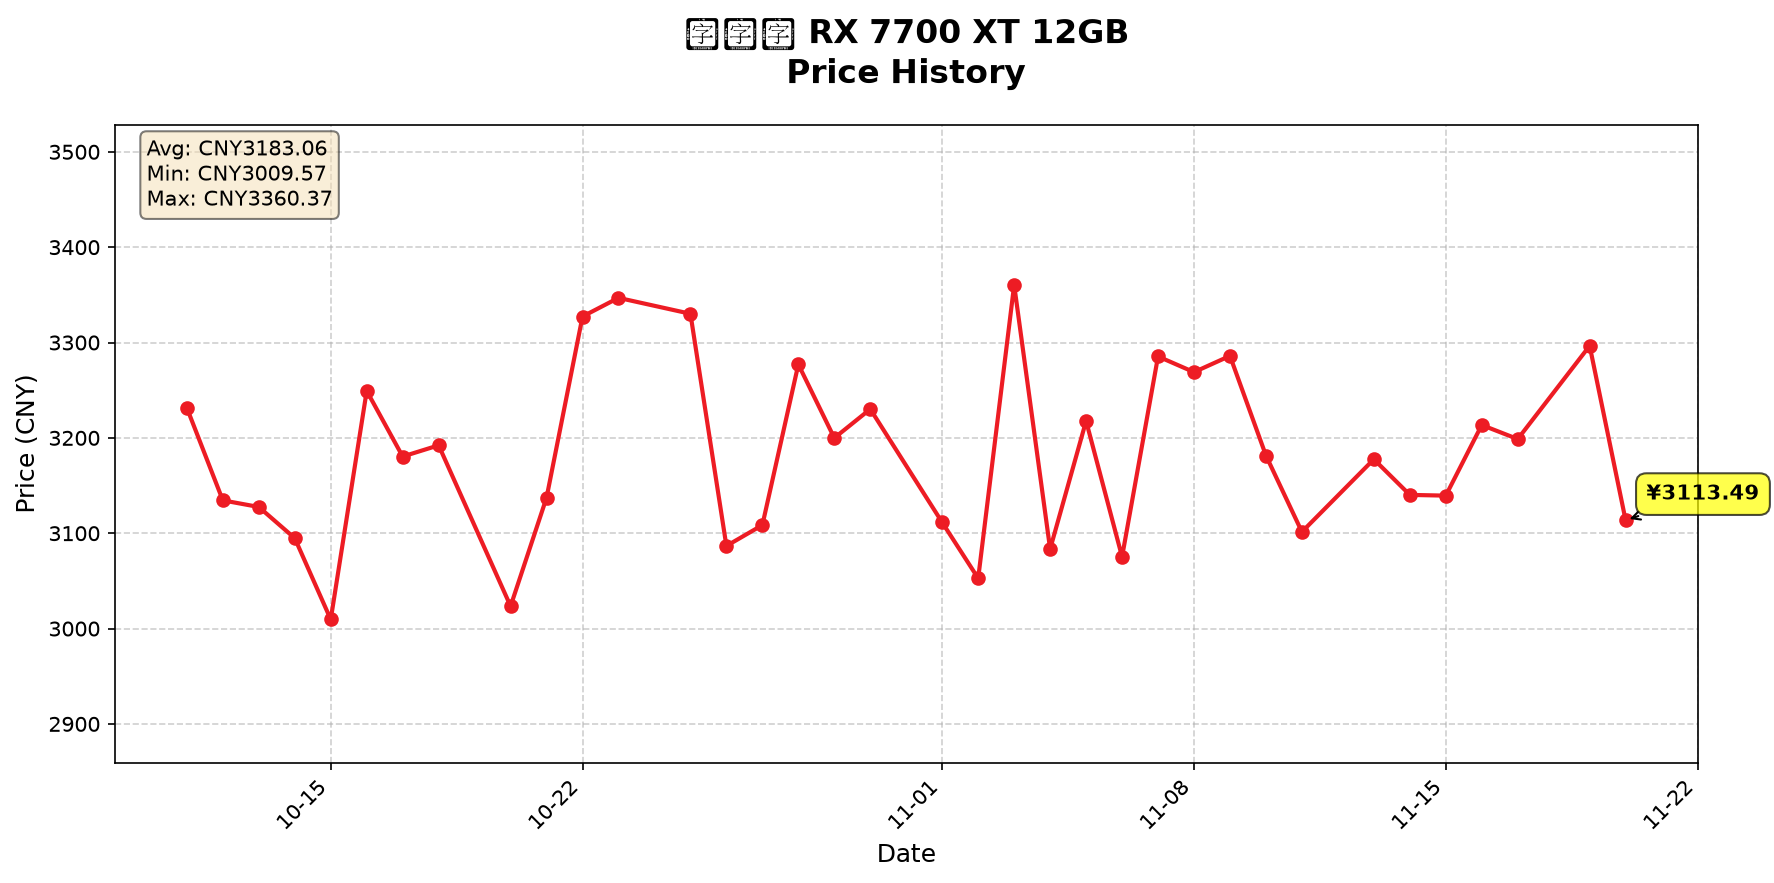 RX 7700 XT 12GB
Price History
Avg: CNY3183.06
Min: CNY3009.57
Max: CNY3360.37
3500
3400
3300
3200
3100
3000
2900
Price (CNY)
¥3113.49
10-15
10-22
11-01
11-08
11-15
11-22
Date